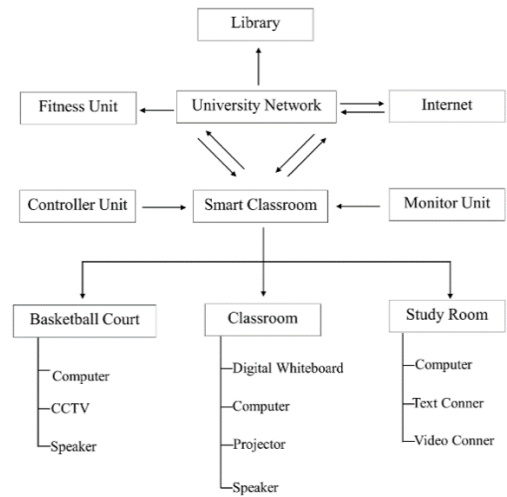 Library
Fitness Unit
University Network
Internet
Controller Unit
Smart Classroom
Monitor Unit
Basketball Court
Computer
CCTV
Speaker
Classroom
Digital Whiteboard
Computer
Projector
Speaker
Study Room
Computer
Text Conner
Video Conner